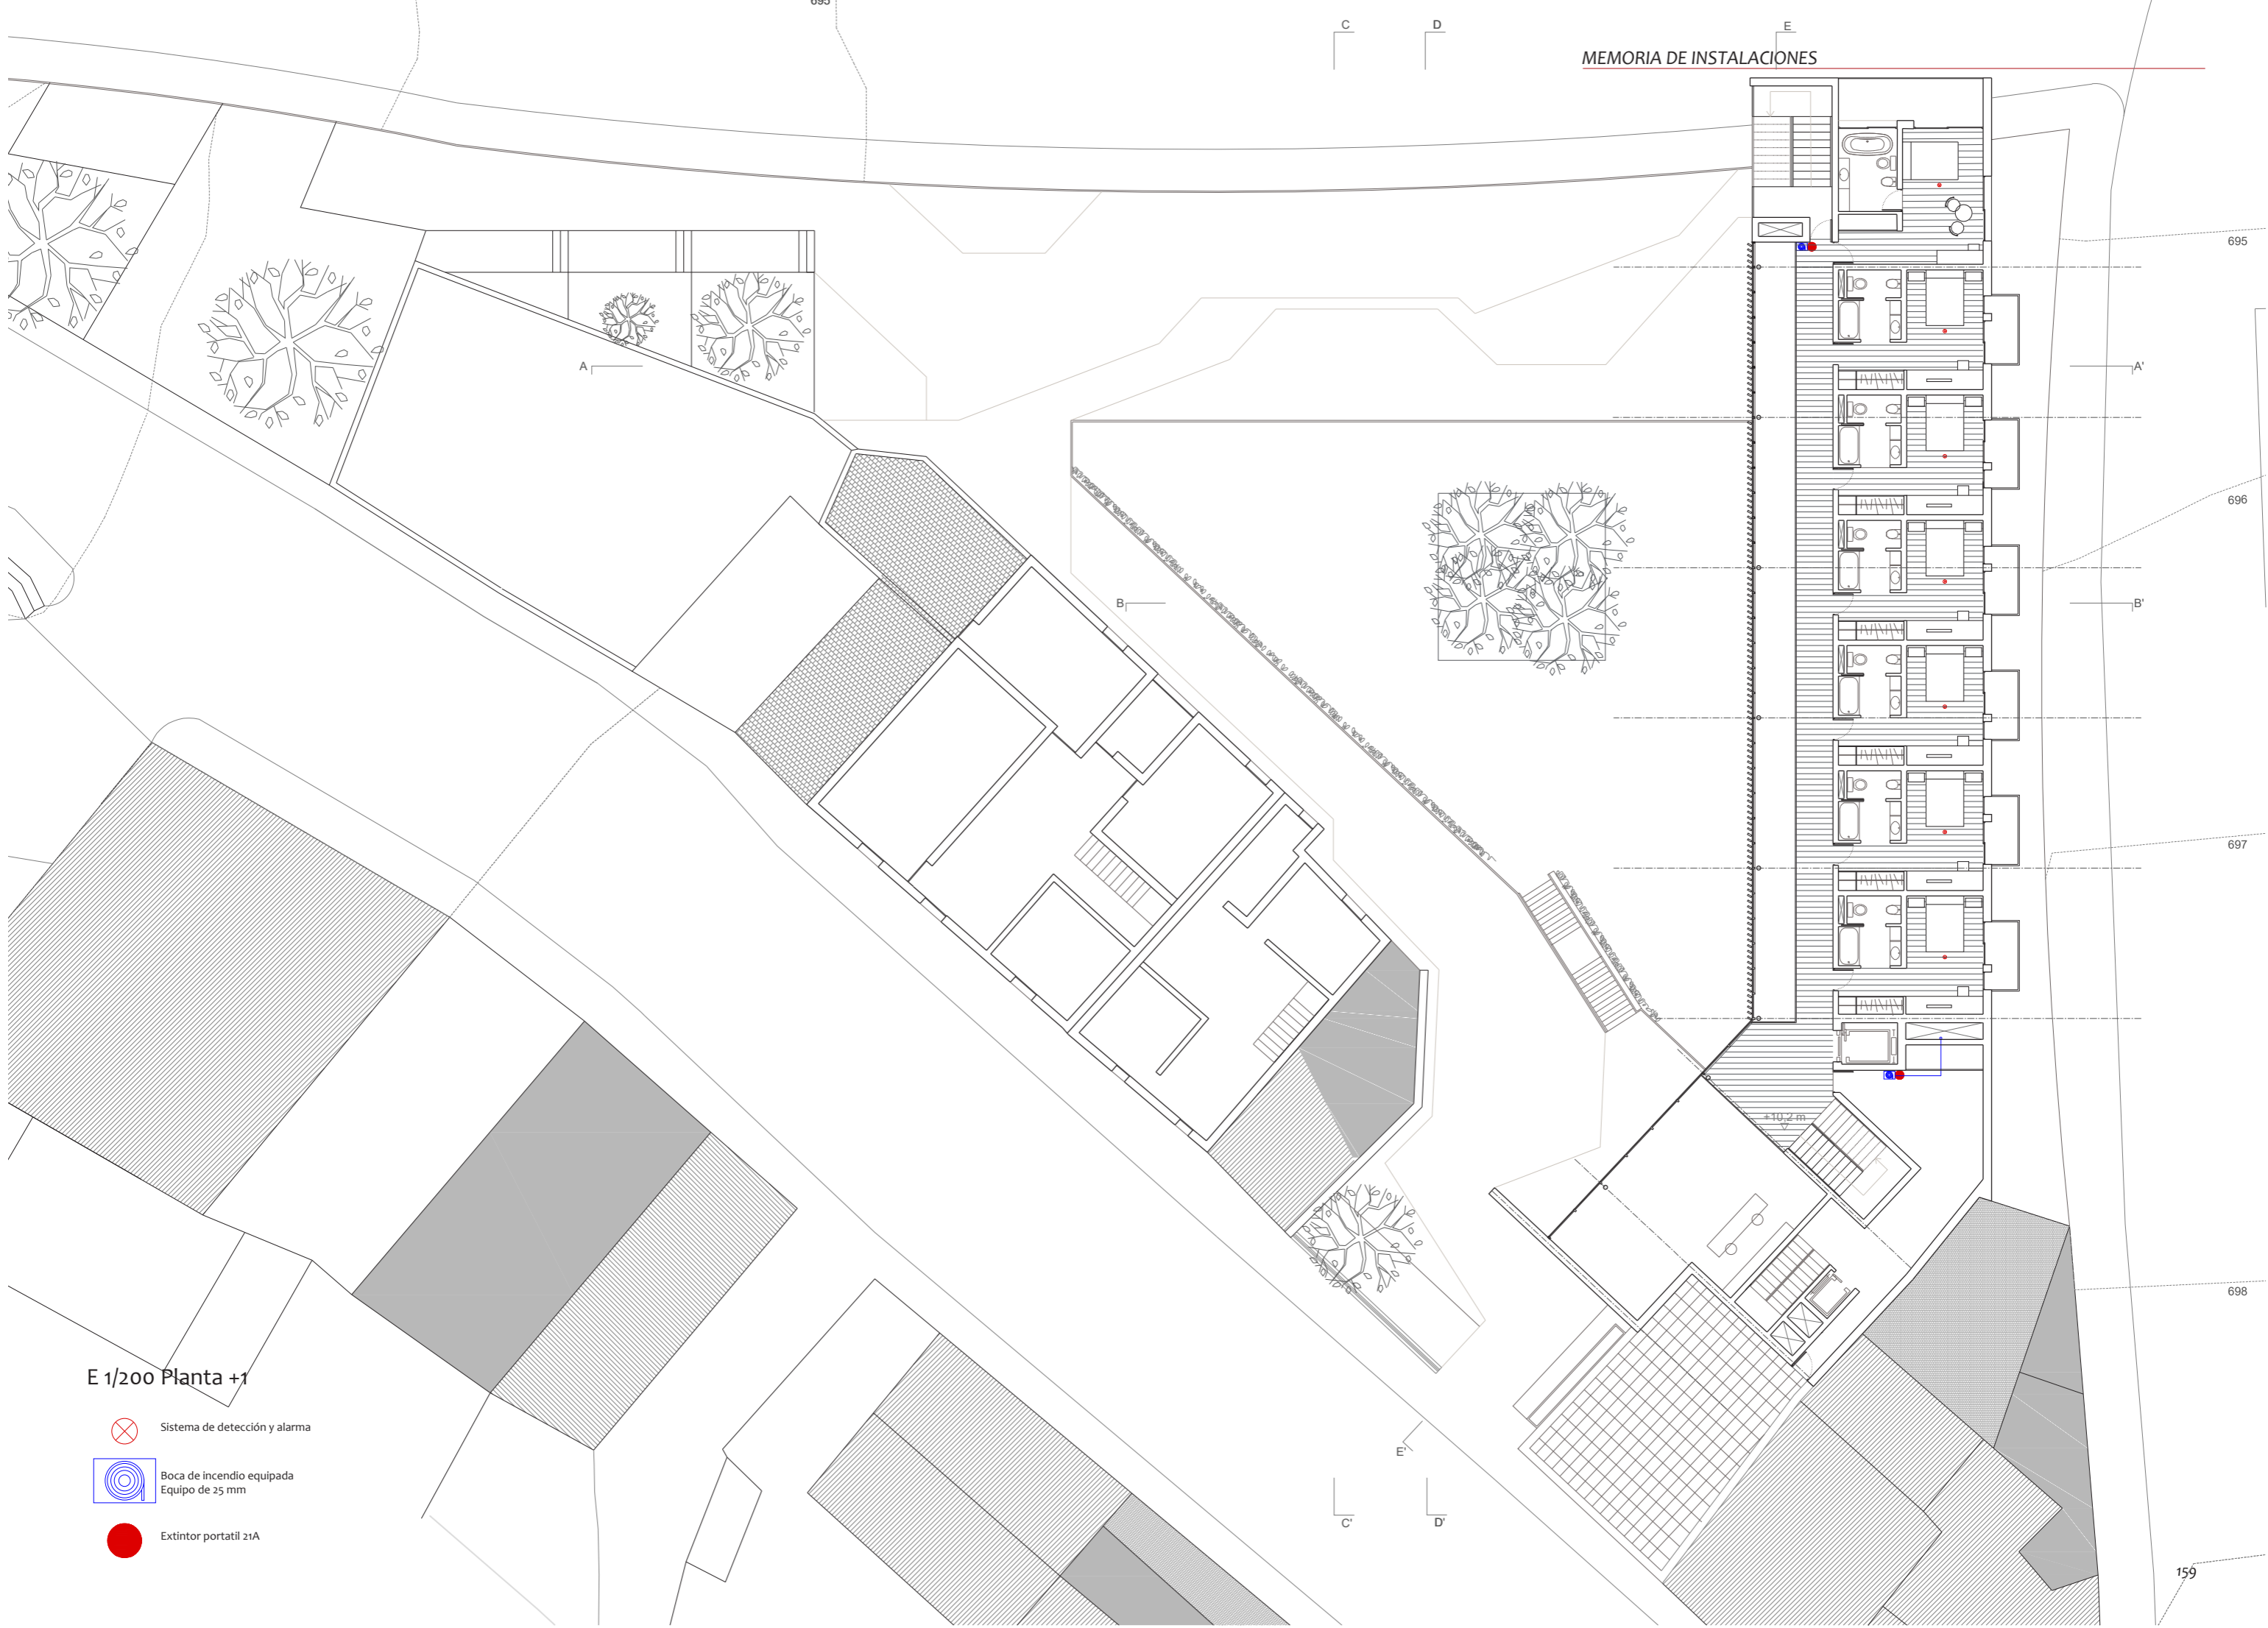 695
C
D
E
MEMORIA DE INSTALACIONES
695
A
A'
696
B
B'
697
+10,2 m
698
E 1/200 Planta +1
Sistema de detección y alarma
E'
Boca de incendio equipada
Equipo de 25 mm
C'
D'
Extintor portatil 21A
159